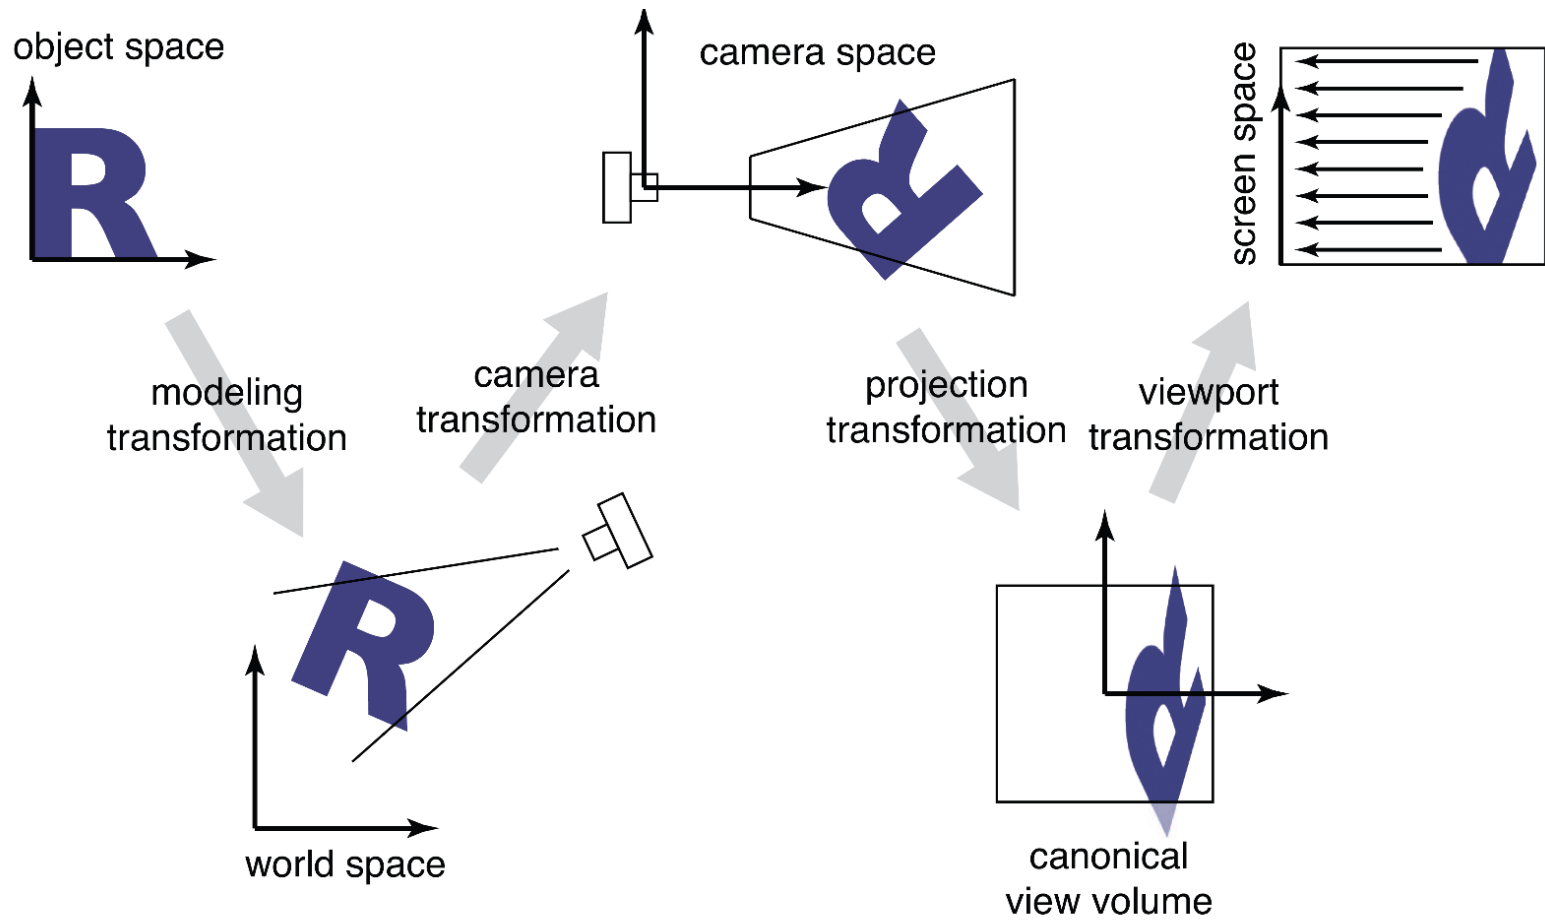 object space
camera space
screen space
modeling
transformation
camera
transformation
projection
transformation
viewport
transformation
world space
canonical
view volume